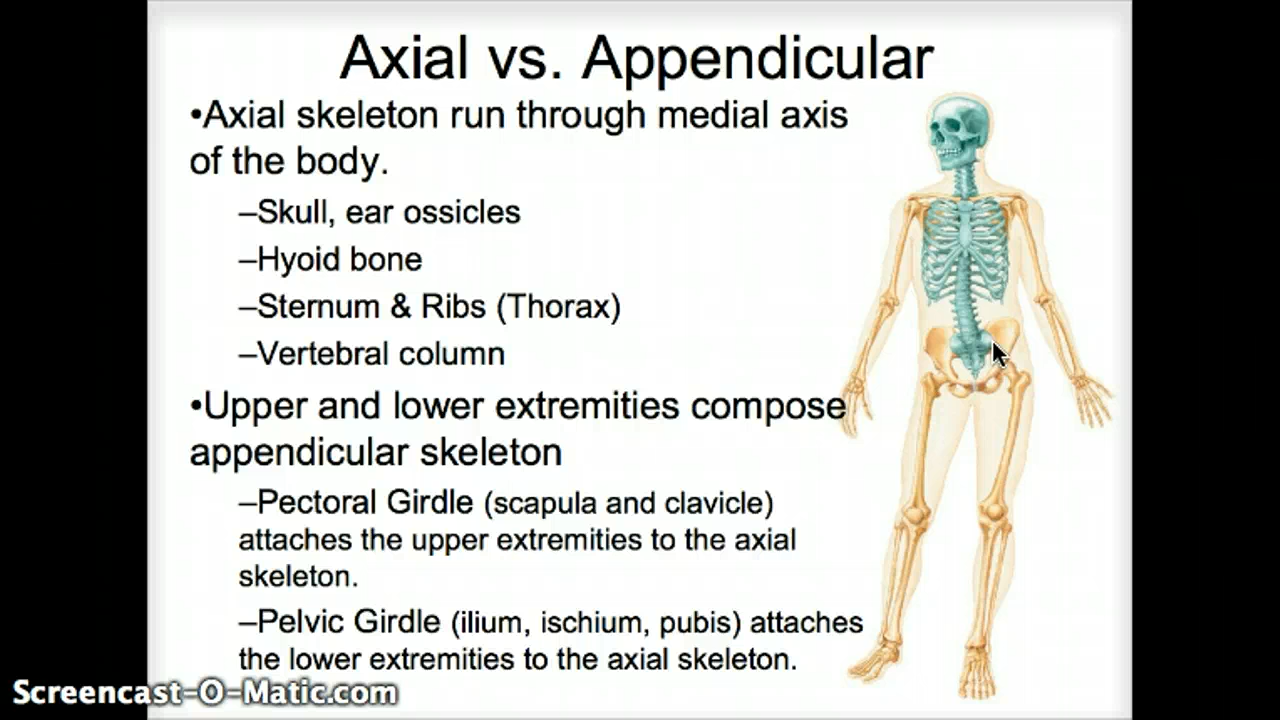 Axial vs. Appendicular
•Axial skeleton run through medial axis
of the body.
–Skull, ear ossicles
–Hyoid bone
–Sternum & Ribs (Thorax)
–Vertebral column
•Upper and lower extremities compose
appendicular skeleton
–Pectoral Girdle (scapula and clavicle)
attaches the upper extremities to the axial
skeleton.
–Pelvic Girdle (ilium, ischium, pubis) attaches
the lower extremities to the axial skeleton.
Screencast-O-Matic.com